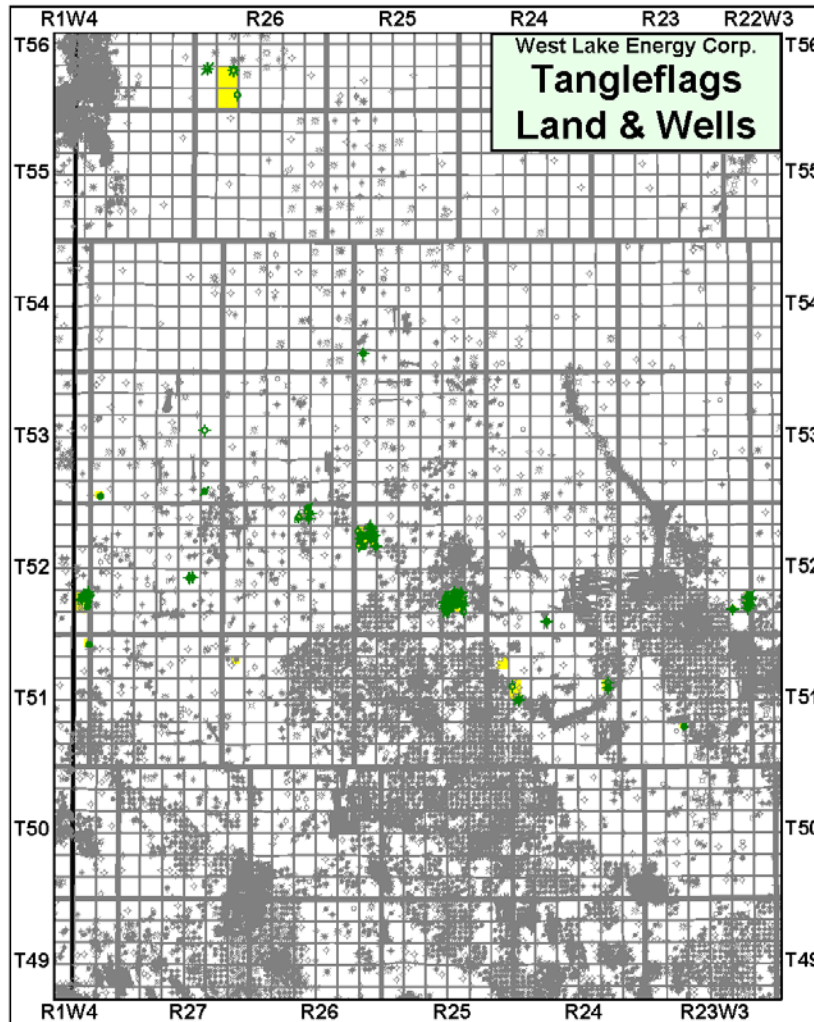 R1W4 R26 R25 R24 R23 R22W3
West Lake Energy Corp.
Tangleflags
Land & Wells
T56 T56
T55 T55
T54 T54
T53 T53
T52 T52
T51 T51
T50 T50
T49 T49
R1W4 R27 R26 R25 R24 R23W3